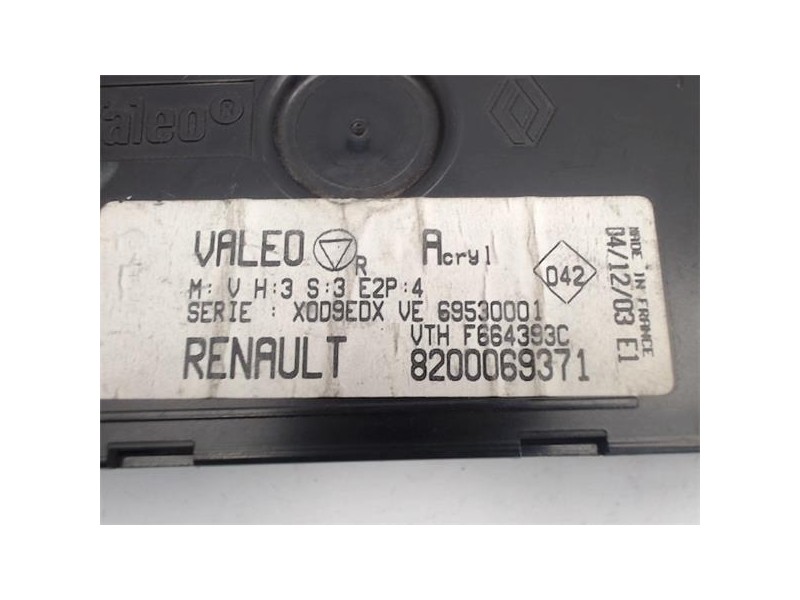 Valeo®
VALEO R Acryl
042
M: V H:3 S:3 E2P:4
SERIE : X0D9EDX VE 69530001
VTH F664393C
RENAULT 8200069371
MADE IN FRANCE
04/12/03 E1